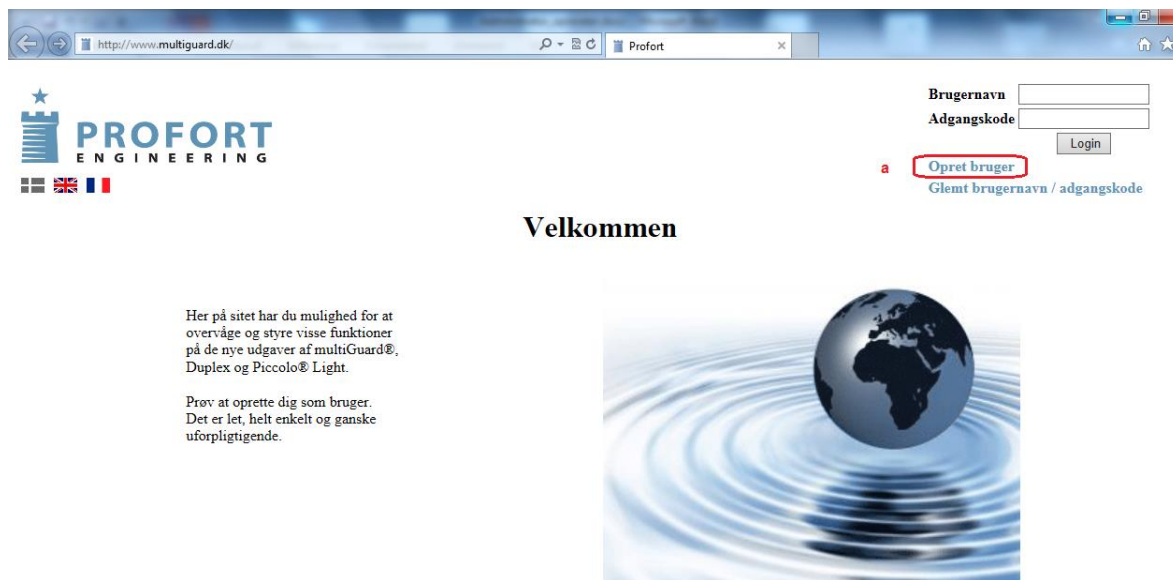 http://www.multiguard.dk/
Profort
PROFORT
ENGINEERING
Brugernavn
Adgangskode
Login
a
Opret bruger
Glemt brugernavn / adgangskode
Velkommen
Her på sitet har du mulighed for at
overvåge og styre visse funktioner
på de nye udgaver af multiGuard®,
Duplex og Piccolo® Light.
Prøv at oprette dig som bruger.
Det er let, helt enkelt og ganske
uforpligtigende.